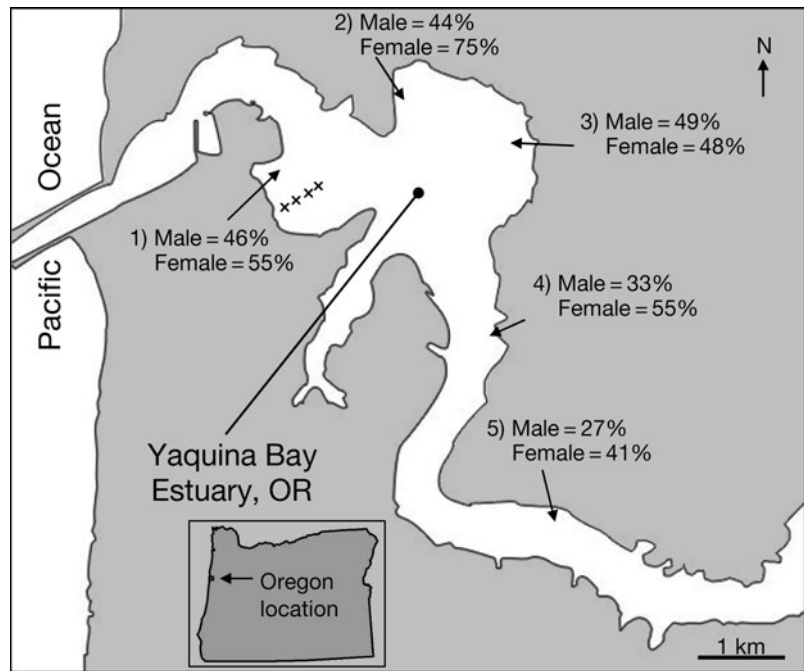 2) Male = 44%
Female = 75%
N
3) Male = 49%
Female = 48%
Ocean
1) Male = 46%
Female = 55%
4) Male = 33%
Female = 55%
Pacific
5) Male = 27%
Female = 41%
Yaquina Bay
Estuary, OR
Oregon
location
1 km